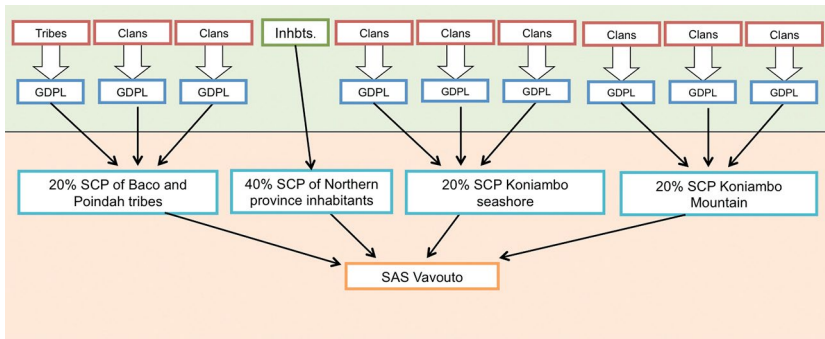 Tribes
Clans
Clans
Inhbts.
Clans
Clans
Clans
Clans
Clans
Clans
GDPL
GDPL
GDPL
GDPL
GDPL
GDPL
GDPL
GDPL
GDPL
20% SCP of Baco and
Poindah tribes
40% SCP of Northern
province inhabitants
20% SCP Koniambo
seashore
20% SCP Koniambo
Mountain
SAS Vavouto